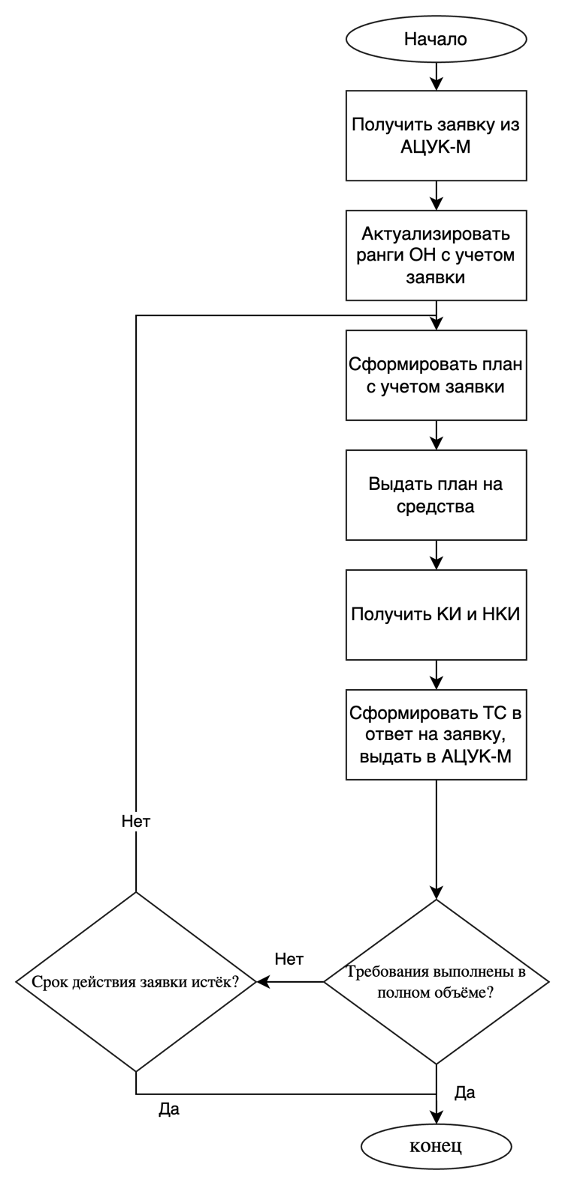 Начало
Получить заявку из
АЦУК-М
Актуализировать
ранги ОН с учетом
заявки
Сформировать план
с учетом заявки
Выдать план на
средства
Получить КИ и НКИ
Сформировать ТС в
ответ на заявку,
выдать в АЦУК-М
Нет
Срок действия заявки истёк?
Нет
Требования выполнены в
полном объёме?
Да
Да
конец